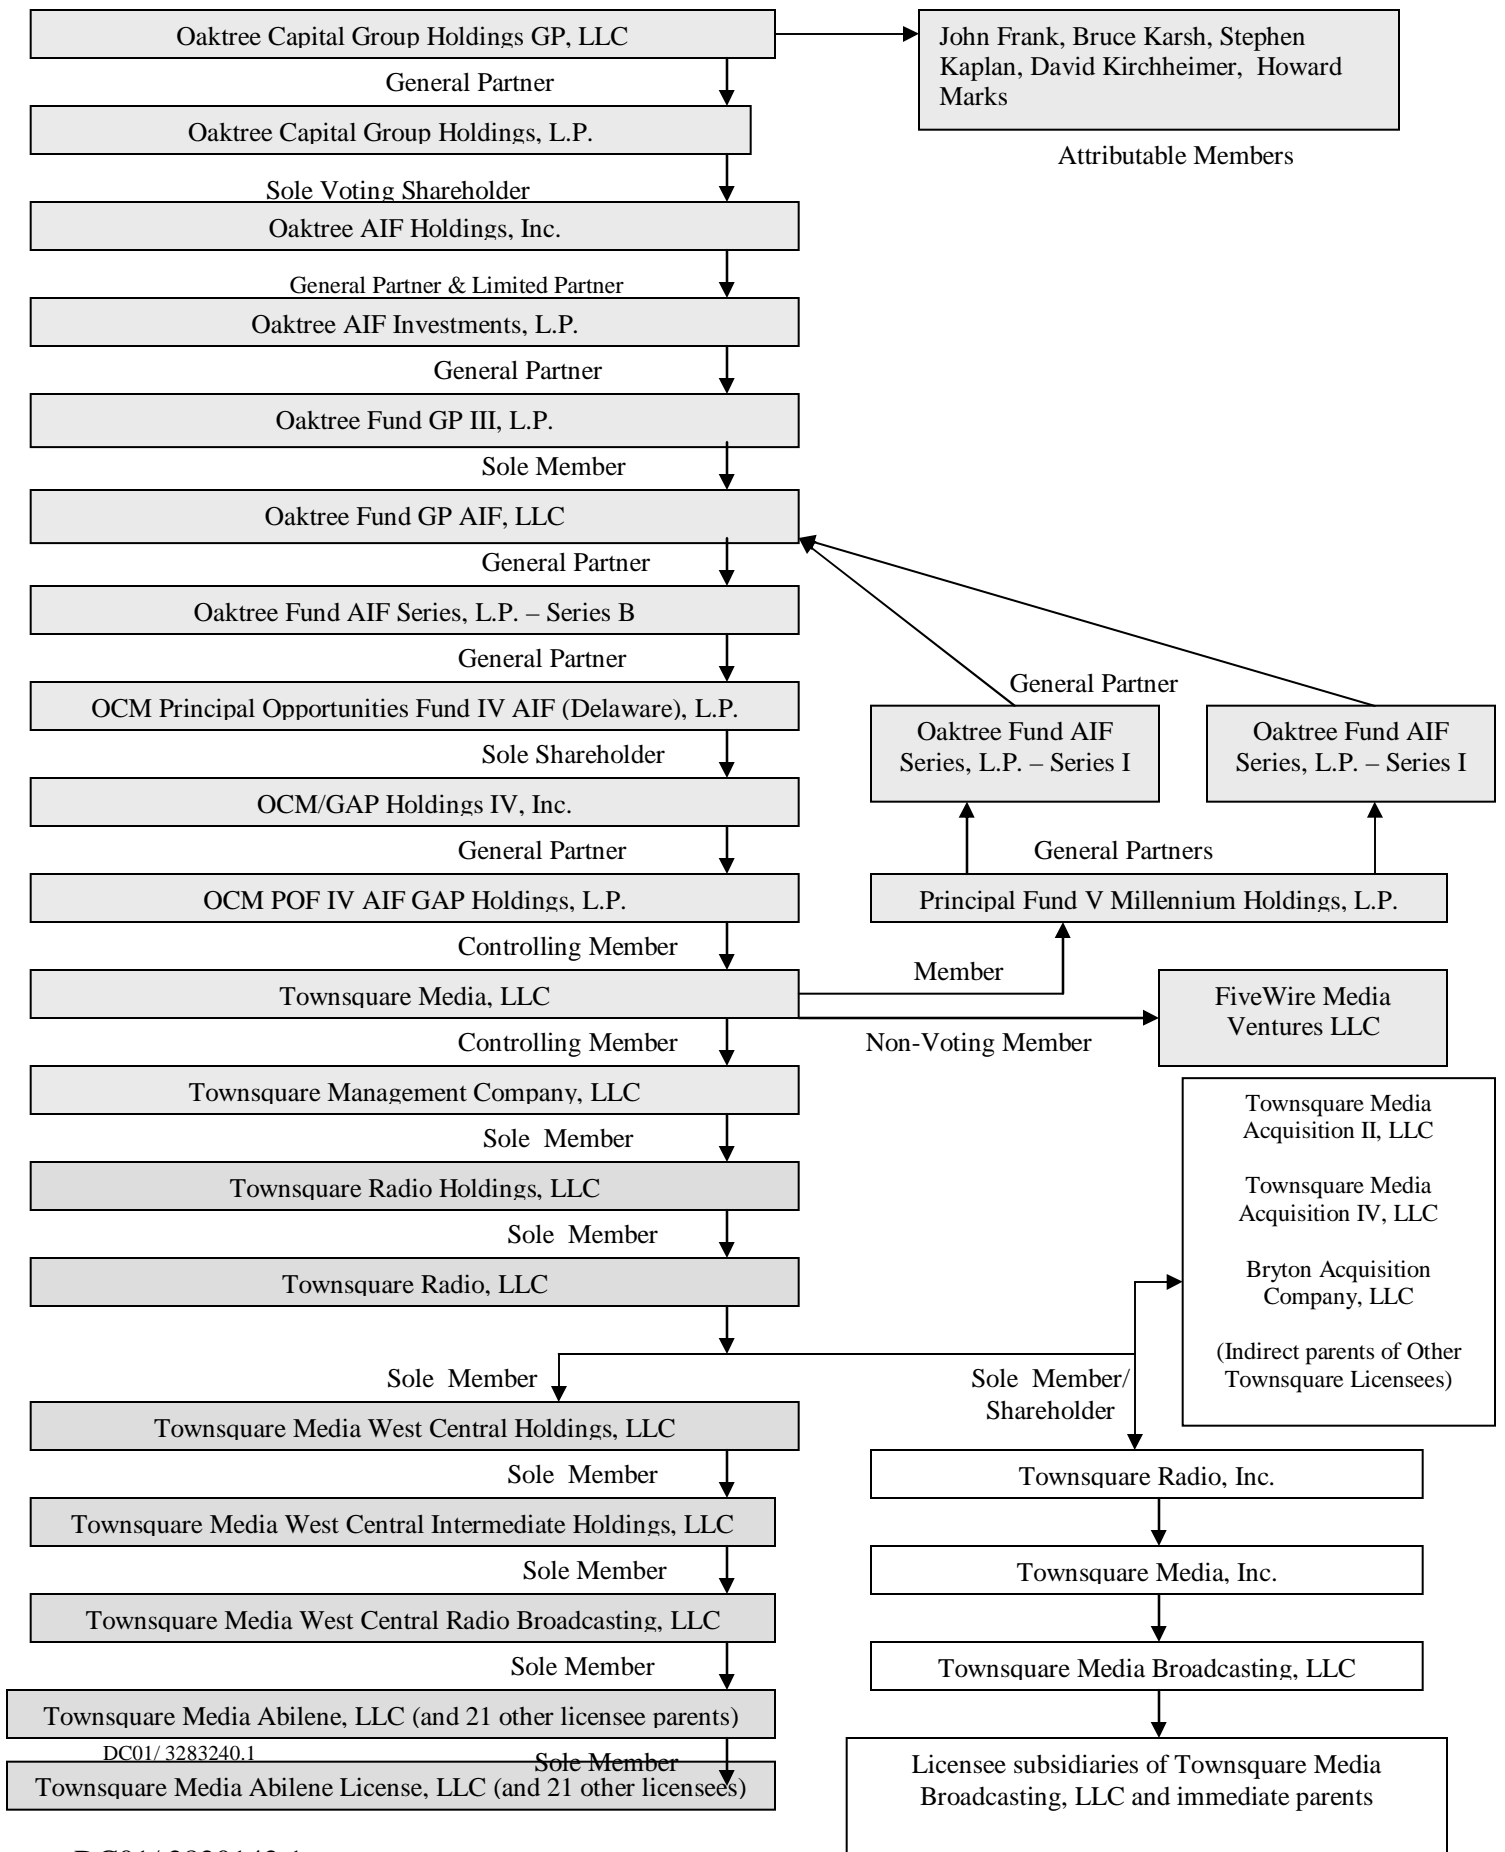 Oaktree Capital Group Holdings GP, LLC
John Frank, Bruce Karsh, Stephen
Kaplan, David Kirchheimer, Howard
Marks
Attributable Members
General Partner
Oaktree Capital Group Holdings, L.P.
Sole Voting Shareholder
Oaktree AIF Holdings, Inc.
General Partner & Limited Partner
Oaktree AIF Investments, L.P.
General Partner
Oaktree Fund GP III, L.P.
Sole Member
Oaktree Fund GP AIF, LLC
General Partner
Oaktree Fund AIF Series, L.P. – Series B
General Partner
OCM Principal Opportunities Fund IV AIF (Delaware), L.P.
Sole Shareholder
OCM/GAP Holdings IV, Inc.
General Partner
OCM POF IV AIF GAP Holdings, L.P.
Controlling Member
Townsquare Media, LLC
General Partner
Oaktree Fund AIF
Series, L.P. – Series I
Oaktree Fund AIF
Series, L.P. – Series I
General Partners
Principal Fund V Millennium Holdings, L.P.
Member
FiveWire Media
Ventures LLC
Non-Voting Member
Controlling Member
Townsquare Management Company, LLC
Sole Member
Townsquare Radio Holdings, LLC
Sole Member
Townsquare Radio, LLC
Townsquare Media
Acquisition II, LLC
Townsquare Media
Acquisition IV, LLC
Bryton Acquisition
Company, LLC
(Indirect parents of Other
Townsquare Licensees)
Sole Member
Townsquare Media West Central Holdings, LLC
Sole Member
Townsquare Media West Central Intermediate Holdings, LLC
Sole Member
Townsquare Media West Central Radio Broadcasting, LLC
Sole Member
Townsquare Media Abilene, LLC (and 21 other licensee parents)
DC01/ 3283240.1
Sole Member
Townsquare Media Abilene License, LLC (and 21 other licensees)
Sole Member/
Shareholder
Townsquare Radio, Inc.
Townsquare Media, Inc.
Townsquare Media Broadcasting, LLC
Licensee subsidiaries of Townsquare Media
Broadcasting, LLC and immediate parents